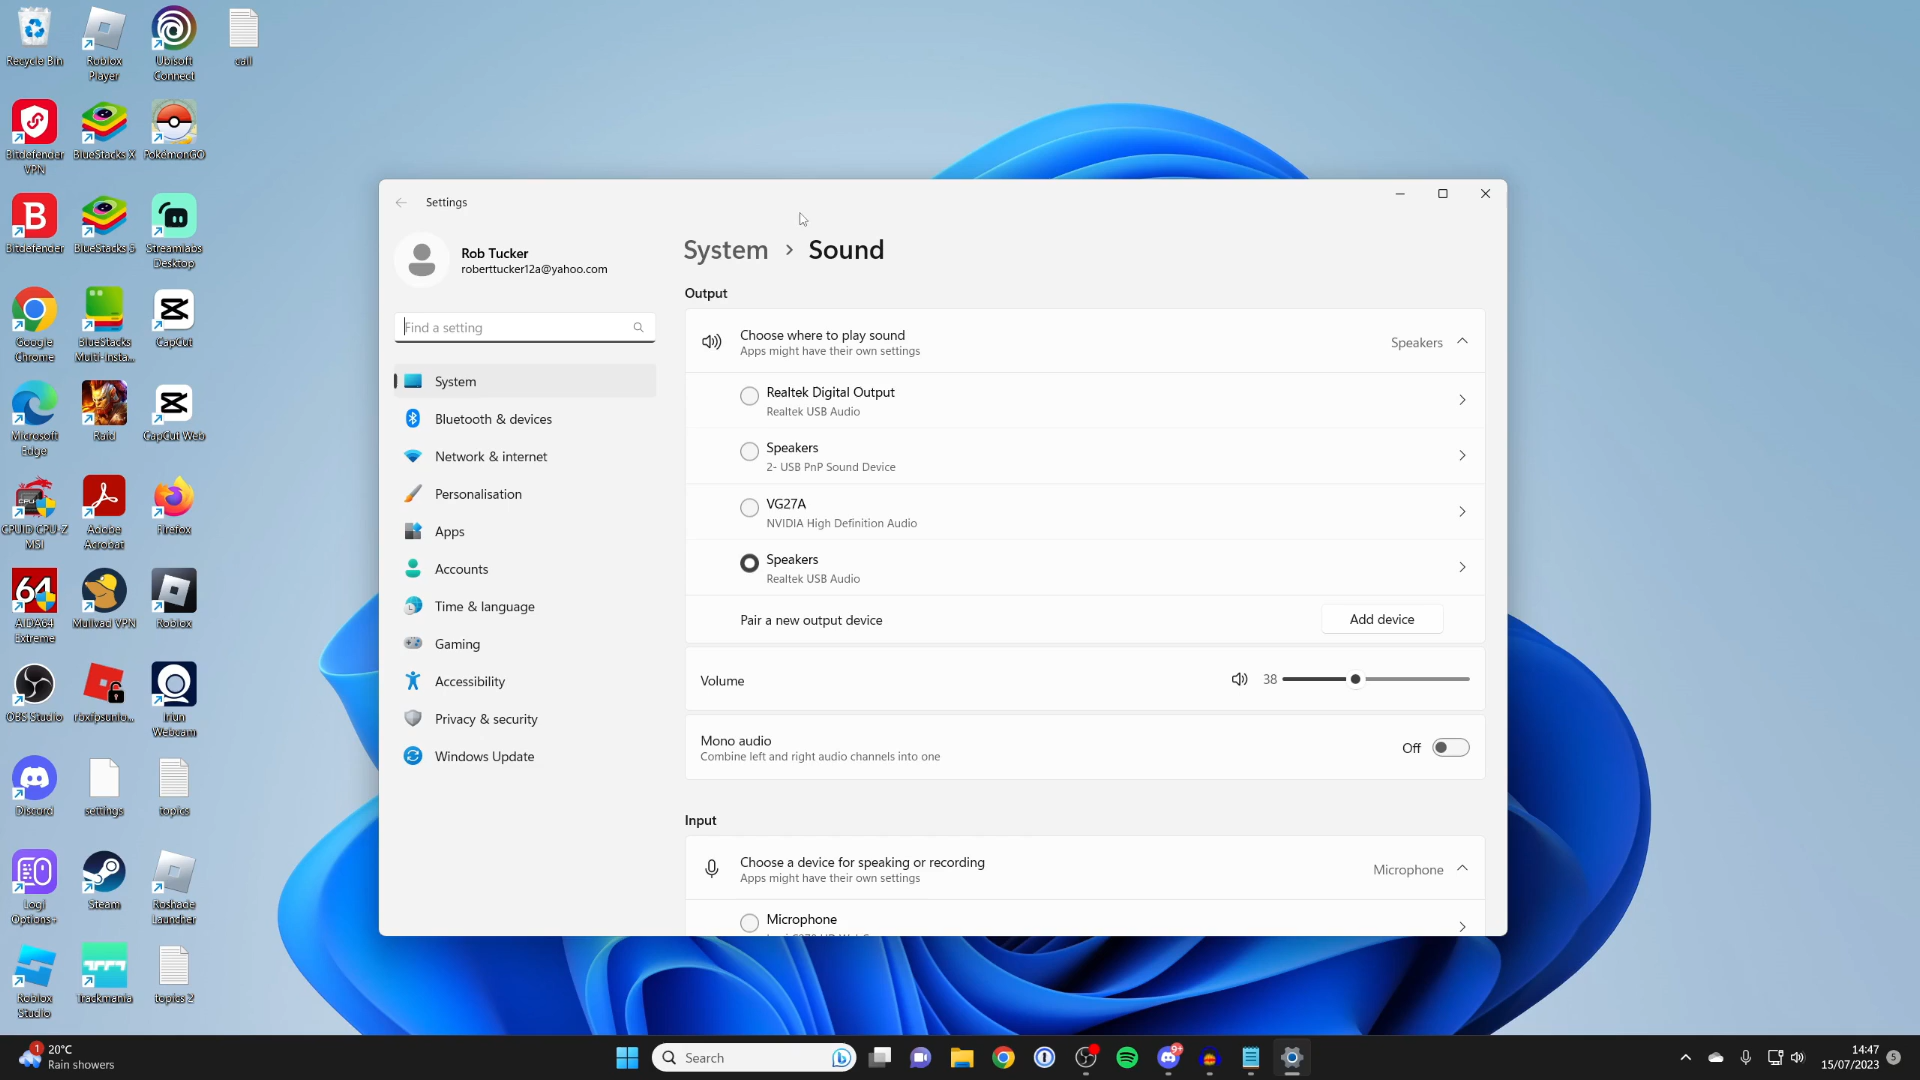 Recycle Bin
Roblox Player
Ubisoft Connect
call
Bitdefender VPN
BlueStacks X
PokémonGO
Bitdefender
BlueStacks 5
Streamlabs Desktop
Google Chrome
BlueStacks Multi-Insta...
CapCut
Microsoft Edge
Raid
CapCut Web
CPUID CPU-Z MSI
Adobe Acrobat
Firefox
64
AIDA64 Extreme
Mullvad VPN
Roblox
OBS Studio
rbxfpsunlo...
Iriun Webcam
Discord
settings
topics
Logi Options+
Steam
Roshade Launcher
Roblox Studio
Trackmania
topics 2
Settings
Rob Tucker
roberttucker12a@yahoo.com
Find a setting
System
Bluetooth & devices
Network & internet
Personalisation
Apps
Accounts
Time & language
Gaming
Accessibility
Privacy & security
Windows Update
System > Sound
Output
Choose where to play sound
Apps might have their own settings
Speakers
Realtek Digital Output
Realtek USB Audio
Speakers
2- USB PnP Sound Device
VG27A
NVIDIA High Definition Audio
Speakers
Realtek USB Audio
Pair a new output device
Add device
Volume
38
Mono audio
Combine left and right audio channels into one
Off
Input
Choose a device for speaking or recording
Apps might have their own settings
Microphone
Microphone
1
20°C
Rain showers
Search
9+
14:47
15/07/2023
5